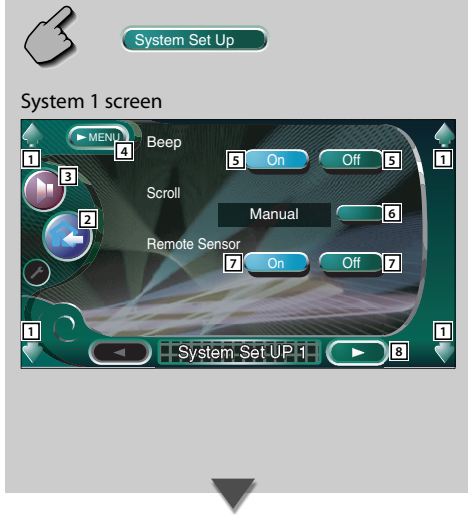 System Set Up
System 1 screen
1 ►MENU 4 Beep 1
3 5 On Off 5
Scroll
2 Manual 6
Remote Sensor
7 On Off 7
1 1
◄ System Set UP 1 ► 8